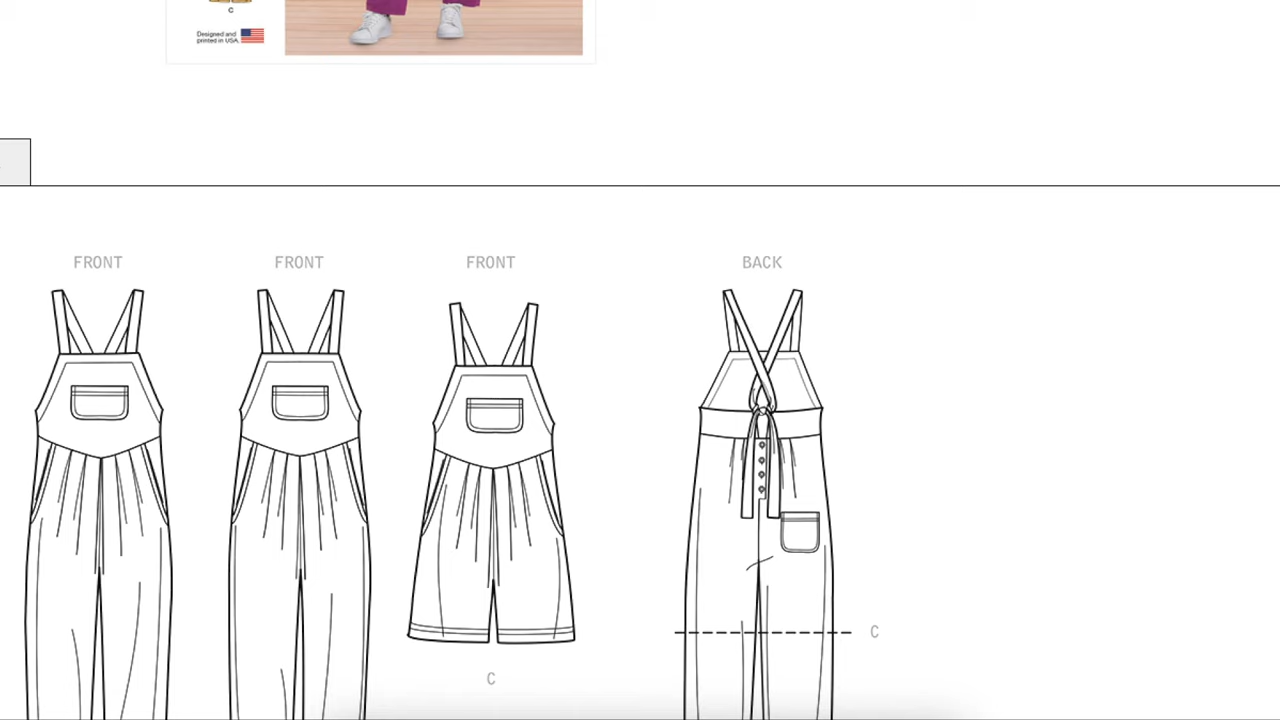 C
Designed and
printed in USA.
FRONT
FRONT
FRONT
BACK
C
C